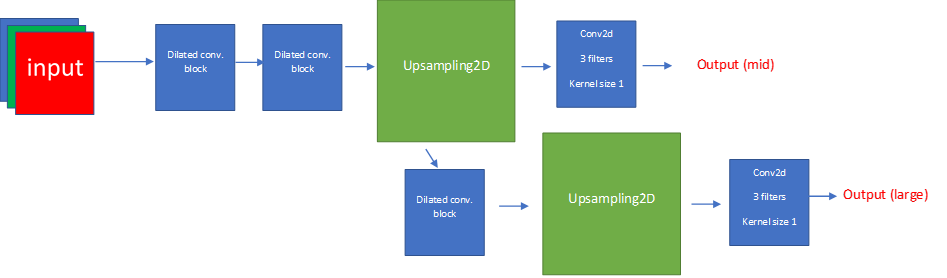 input
Dilated conv.
block
Dilated conv.
block
Upsampling2D
Conv2d
3 filters
Kernel size 1
Output (mid)
Dilated conv.
block
Upsampling2D
Conv2d
3 filters
Kernel size 1
Output (large)